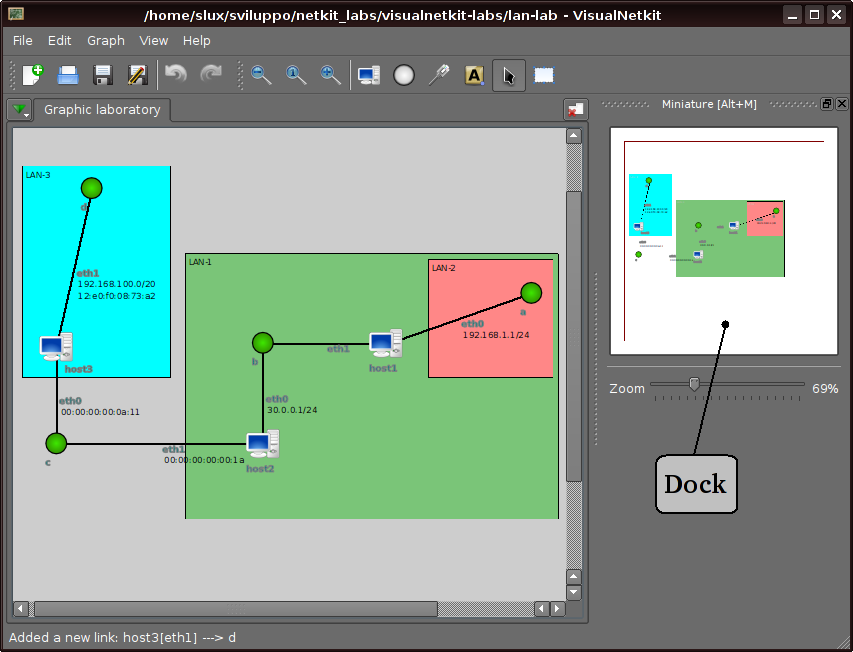 /home/slux/sviluppo/netkit_labs/visualnetkit-labs/lan-lab - VisualNetkit
File Edit Graph View Help
A
Graphic laboratory
Miniature [Alt+M]
LAN-3
d
eth1
192.168.100.0/20
12:e0:f0:08:73:a2
host3
eth0
00:00:00:00:0a:11
c
LAN-1
LAN-2
a
eth0
192.168.1.1/24
b
eth1
host1
eth0
30.0.0.1/24
eth1
00:00:00:00:00:1a
host2
Zoom 69%
Dock
Added a new link: host3[eth1] ---> d